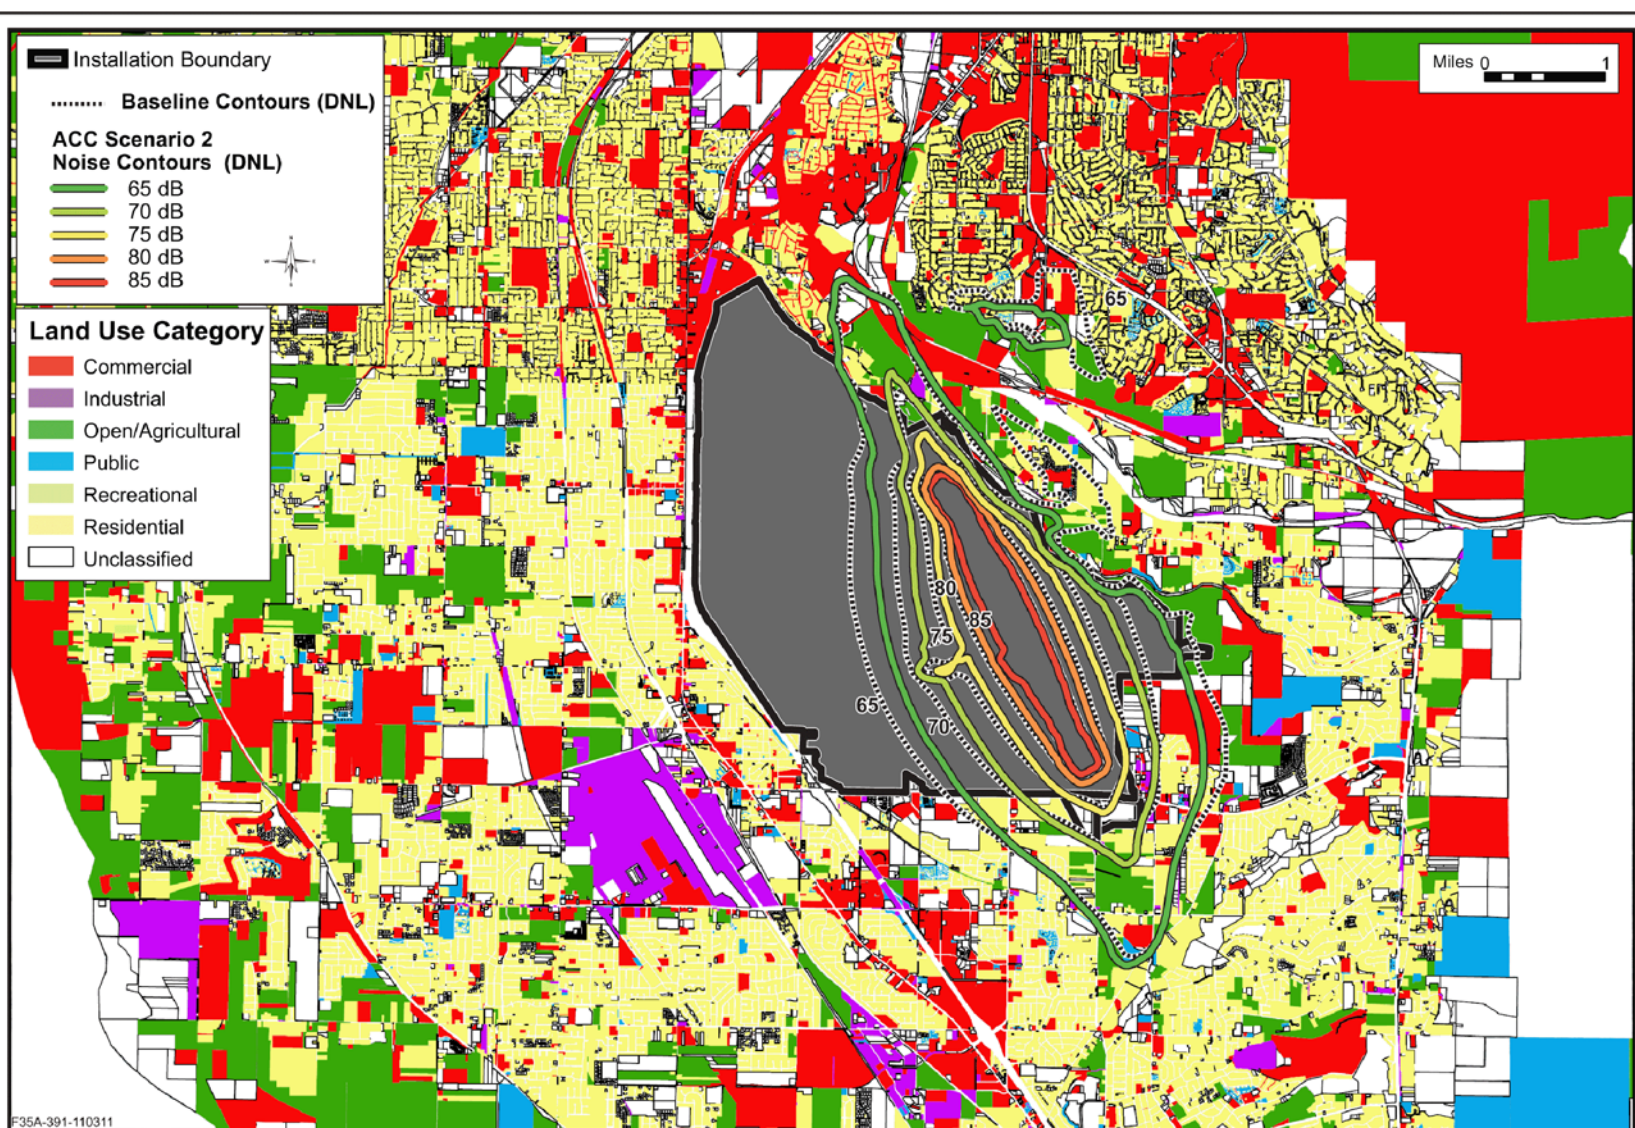 Installation Boundary
Baseline Contours (DNL)
ACC Scenario 2
Noise Contours (DNL)
65 dB
70 dB
75 dB
80 dB
85 dB
N
W E
S
Land Use Category
Commercial
Industrial
Open/Agricultural
Public
Recreational
Residential
Unclassified
Miles 0 1
65
80
85
75
65
70
F35A-391-110311